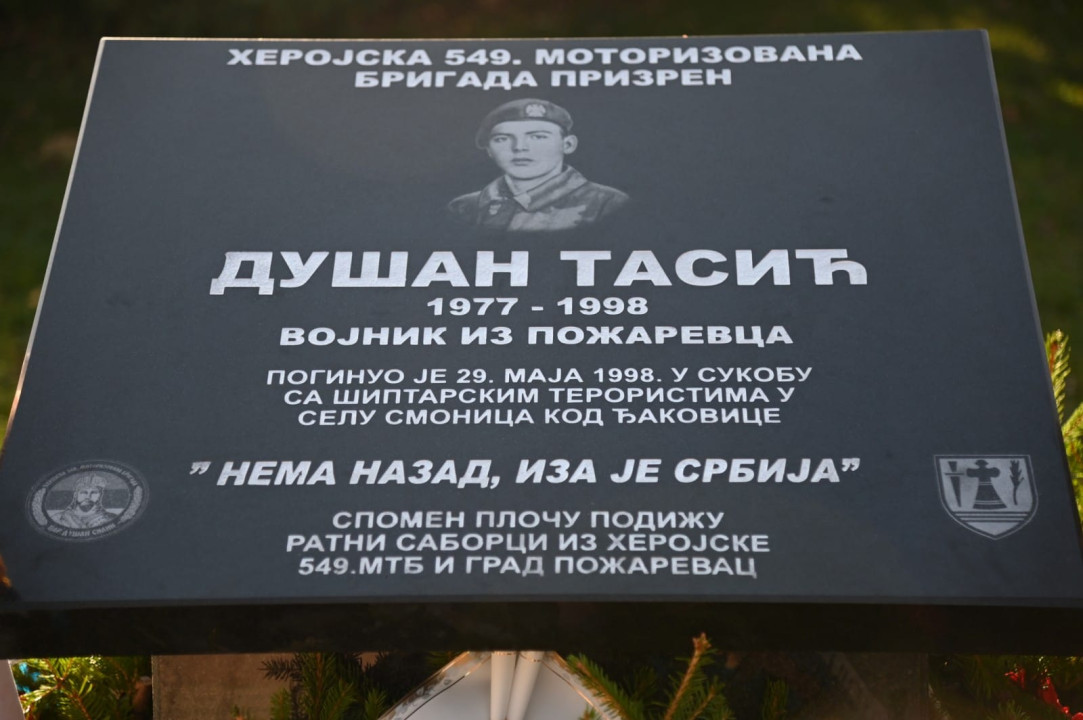 ХЕРОЈСКА 549. МОТОРИЗОВАНА
БРИГАДА ПРИЗРЕН
ДУШАН ТАСИЋ
1977 - 1998
ВОЈНИК ИЗ ПОЖАРЕВЦА
ПОГИНУО ЈЕ 29. МАЈА 1998. У СУКОБУ
СА ШИПТАРСКИМ ТЕРОРИСТИМА У
СЕЛУ СМОНИЦА КОД ЂАКОВИЦЕ
” НЕМА НАЗАД, ИЗА ЈЕ СРБИЈА”
СПОМЕН ПЛОЧУ ПОДИЖУ
РАТНИ САБОРЦИ ИЗ ХЕРОЈСКЕ
549.МТБ И ГРАД ПОЖАРЕВАЦ